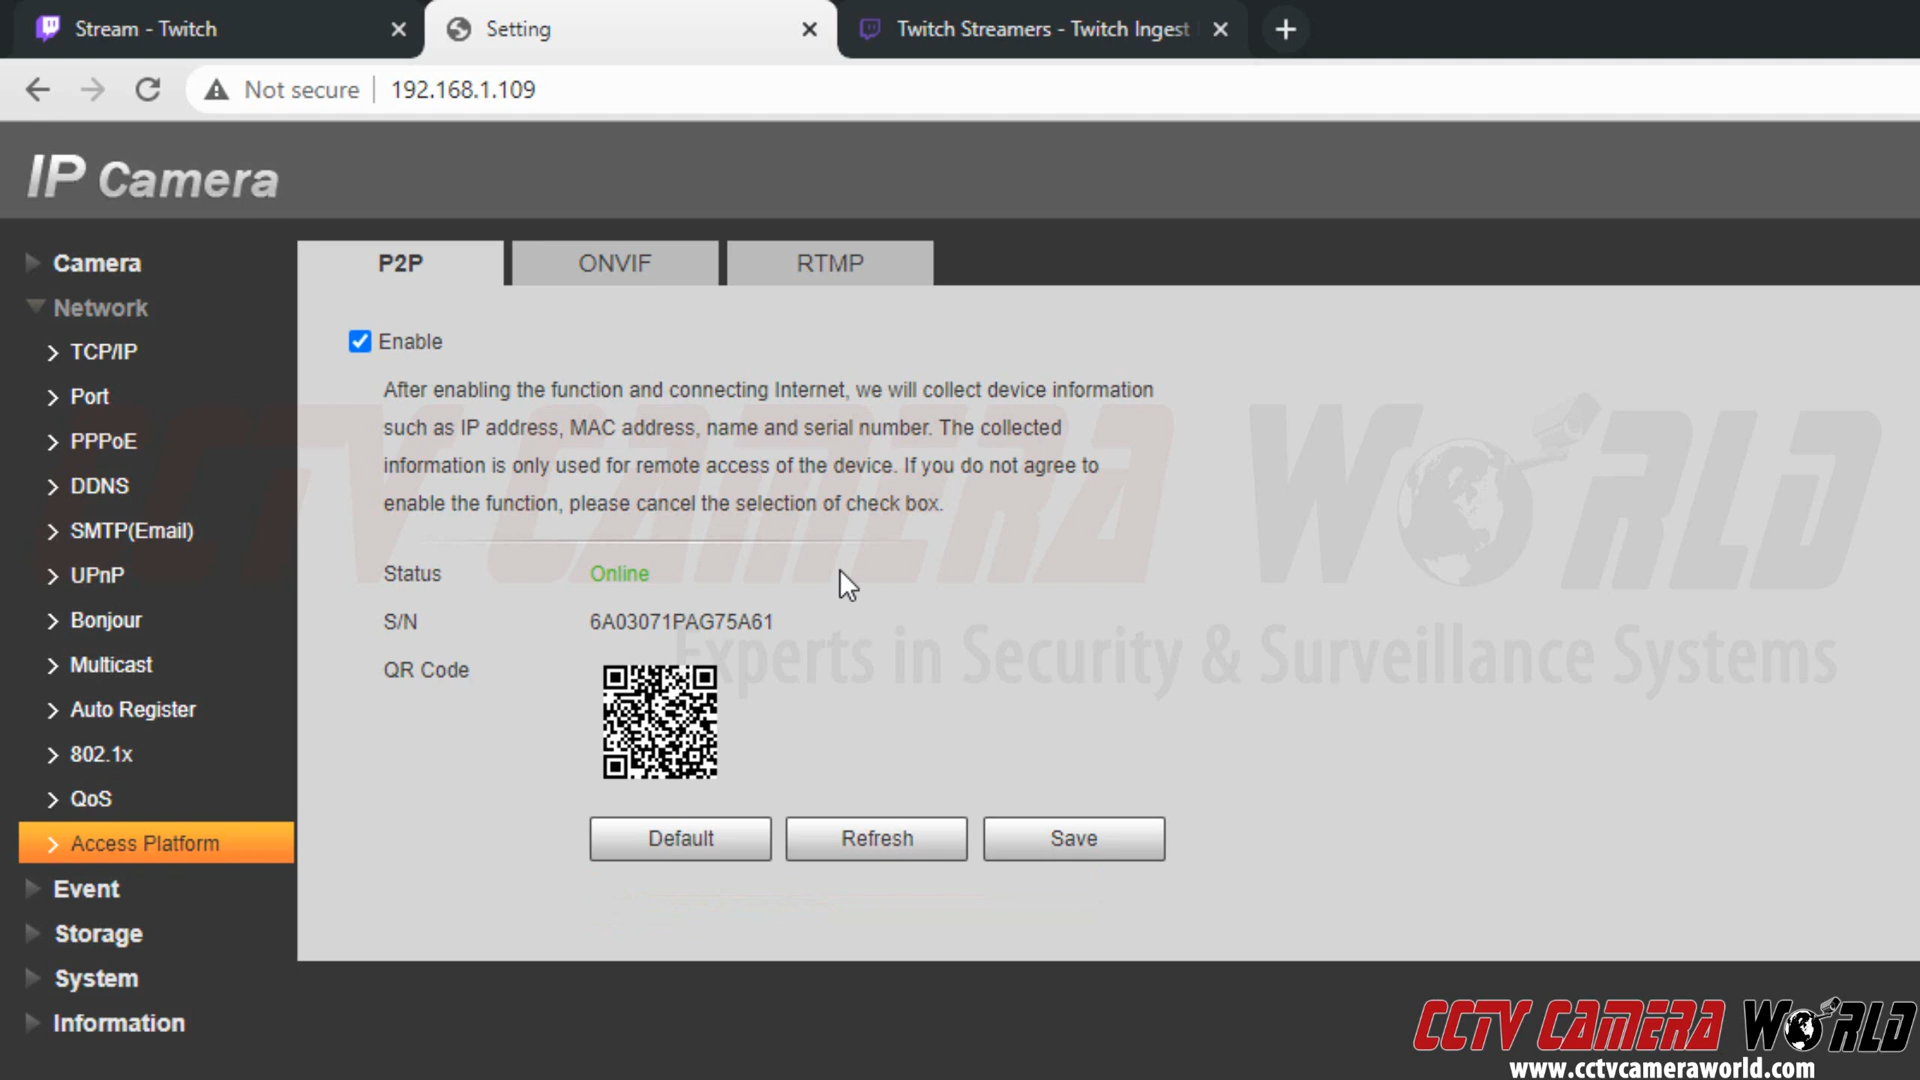 Stream - Twitch
Setting
Twitch Streamers - Twitch Ingest
Not secure
192.168.1.109
IP Camera
Camera
Network
TCP/IP
Port
PPPoE
DDNS
SMTP(Email)
UPnP
Bonjour
Multicast
Auto Register
802.1x
QoS
Access Platform
Event
Storage
System
Information
P2P
ONVIF
RTMP
Enable
After enabling the function and connecting Internet, we will collect device information
such as IP address, MAC address, name and serial number. The collected
information is only used for remote access of the device. If you do not agree to
enable the function, please cancel the selection of check box.
Status
Online
S/N
6A03071PAG75A61
QR Code
Default
Refresh
Save
CCTV CAMERA WORLD
Experts in Security & Surveillance Systems
CCTV CAMERA WORLD
www.cctvcameraworld.com